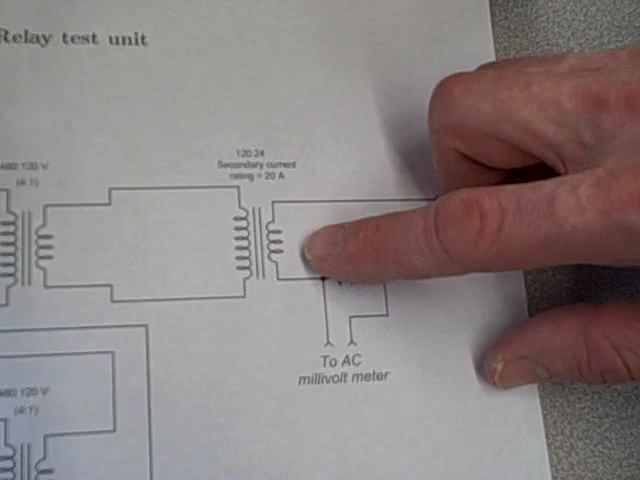 Relay test unit
120:24
Secondary current
rating = 20 A
480:120 V
(4:1)
To AC
millivolt meter
480:120 V
(4:1)